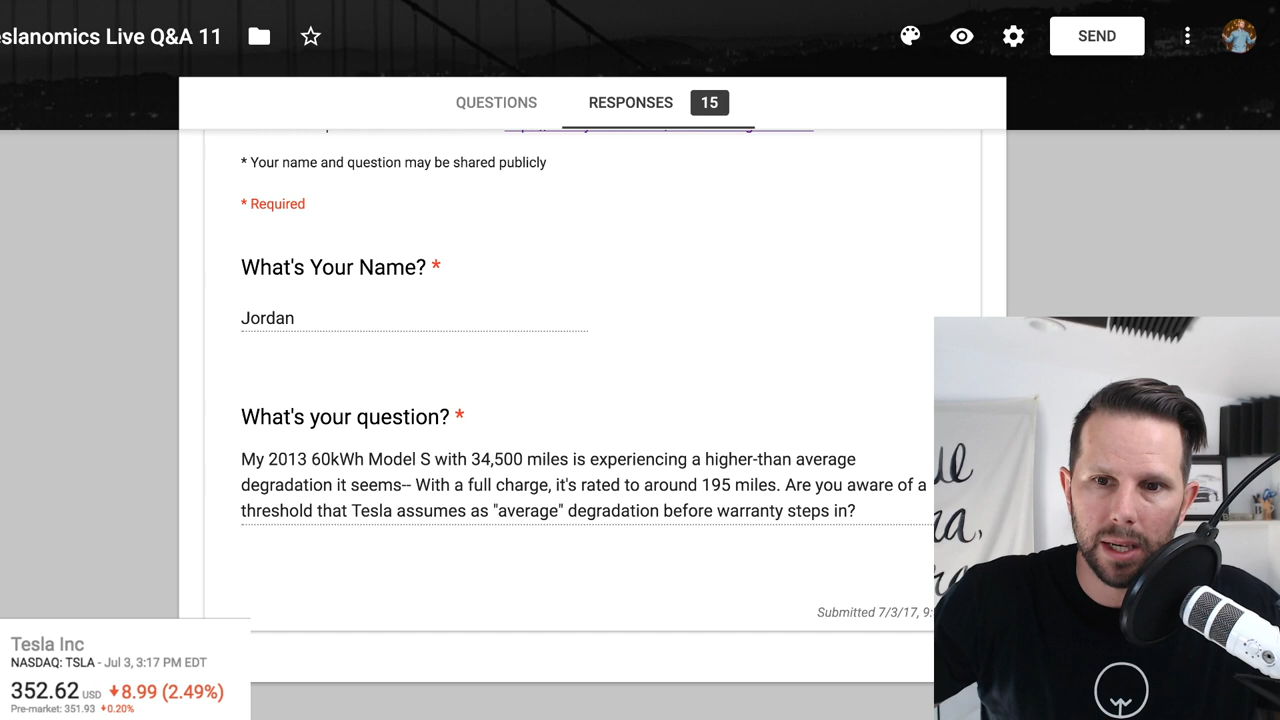 eslanomics Live Q&A 11
SEND
QUESTIONS
RESPONSES 15
* Your name and question may be shared publicly
* Required
What's Your Name? *
Jordan
What's your question? *
My 2013 60kWh Model S with 34,500 miles is experiencing a higher-than average
degradation it seems-- With a full charge, it's rated to around 195 miles. Are you aware of a
threshold that Tesla assumes as "average" degradation before warranty steps in?
Submitted 7/3/17, 9:
Tesla Inc
NASDAQ: TSLA - Jul 3, 3:17 PM EDT
352.62 USD 8.99 (2.49%)
Pre-market: 351.93 0.20%